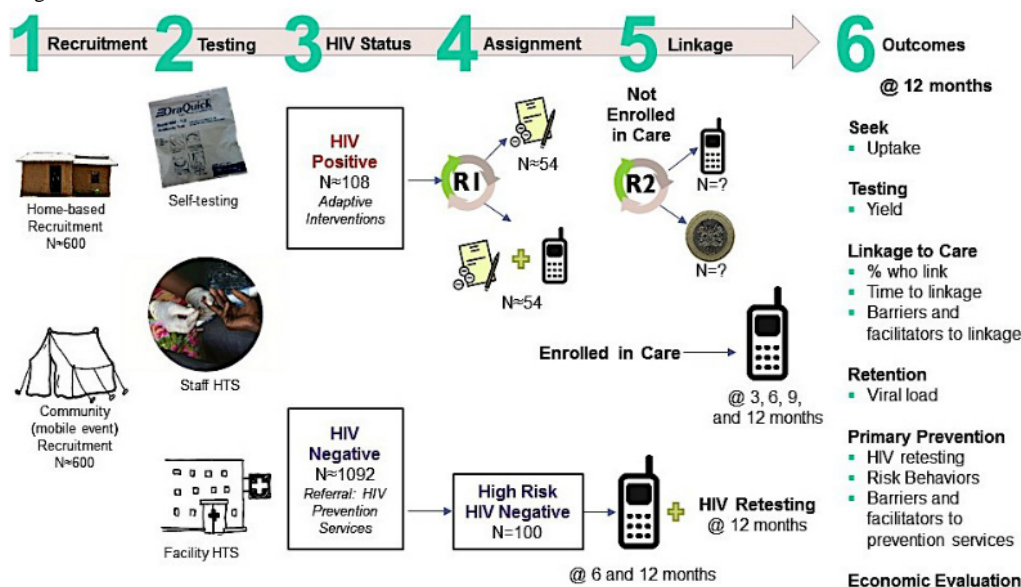 1 Recruitment
2 Testing
3 HIV Status
4 Assignment
5 Linkage
6 Outcomes
@ 12 months
Home-based
Recruitment
N≈600
Community
(mobile event)
Recruitment
N≈600
OraQuick
Self-testing
Staff HTS
Facility HTS
HIV
Positive
N≈108
Adaptive
Interventions
HIV
Negative
N≈1092
Referral: HIV
Prevention
Services
R1
N≈54
N≈54
High Risk
HIV Negative
N=100
Not
Enrolled
in Care
R2
N=?
N=?
Enrolled in Care
@ 3, 6, 9,
and 12 months
HIV Retesting
@ 12 months
@ 6 and 12 months
Seek
Uptake
Testing
Yield
Linkage to Care
% who link
Time to linkage
Barriers and
facilitators to linkage
Retention
Viral load
Primary Prevention
HIV retesting
Risk Behaviors
Barriers and
facilitators to
prevention services
Economic Evaluation